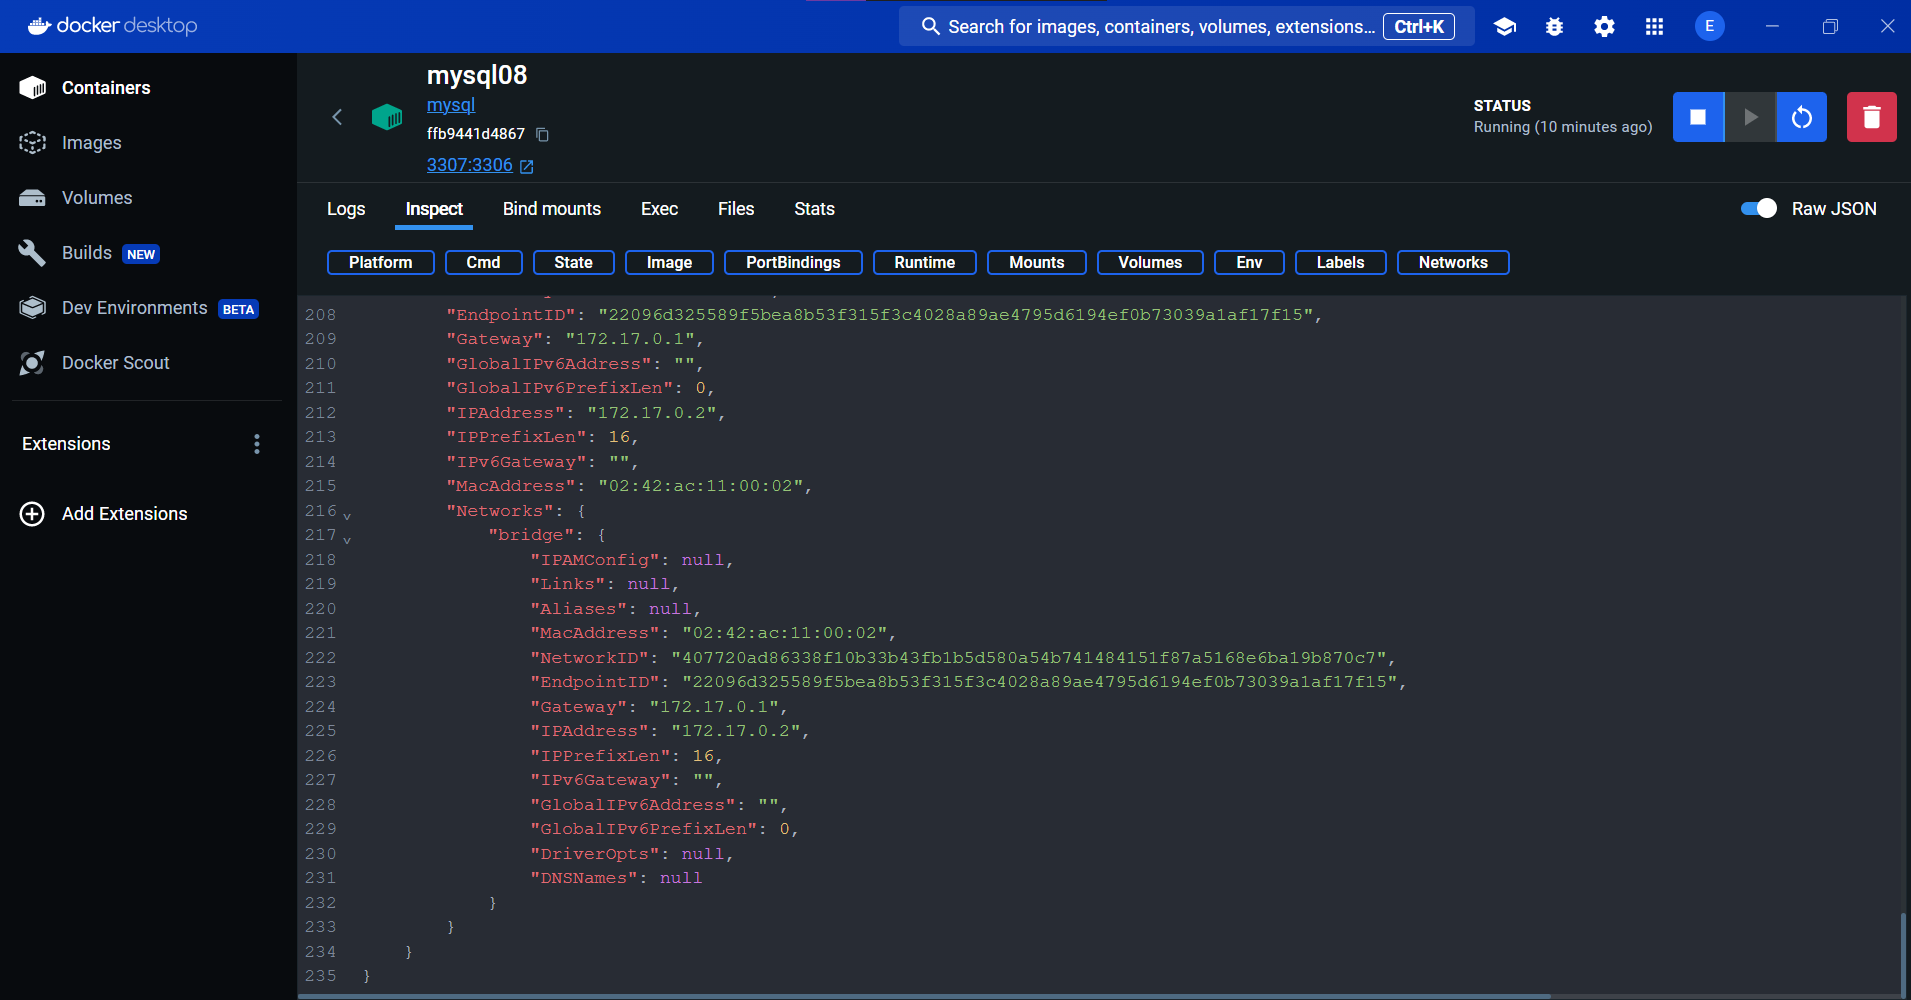 docker desktop
Search for images, containers, volumes, extensions... Ctrl+K
E
Containers
Images
Volumes
Builds NEW
Dev Environments BETA
Docker Scout
Extensions
Add Extensions
mysql08
mysql
ffb9441d4867
3307:3306
STATUS
Running (10 minutes ago)
Logs Inspect Bind mounts Exec Files Stats
Raw JSON
Platform Cmd State Image PortBindings Runtime Mounts Volumes Env Labels Networks
208 "EndpointID": "22096d325589f5bea8b53f315f3c4028a89ae4795d6194ef0b73039a1af17f15",
209 "Gateway": "172.17.0.1",
210 "GlobalIPv6Address": "",
211 "GlobalIPv6PrefixLen": 0,
212 "IPAddress": "172.17.0.2",
213 "IPPrefixLen": 16,
214 "IPv6Gateway": "",
215 "MacAddress": "02:42:ac:11:00:02",
216 "Networks": {
217 "bridge": {
218 "IPAMConfig": null,
219 "Links": null,
220 "Aliases": null,
221 "MacAddress": "02:42:ac:11:00:02",
222 "NetworkID": "407720ad86338f10b33b43fb1b5d580a54b741484151f87a5168e6ba19b870c7",
223 "EndpointID": "22096d325589f5bea8b53f315f3c4028a89ae4795d6194ef0b73039a1af17f15",
224 "Gateway": "172.17.0.1",
225 "IPAddress": "172.17.0.2",
226 "IPPrefixLen": 16,
227 "IPv6Gateway": "",
228 "GlobalIPv6Address": "",
229 "GlobalIPv6PrefixLen": 0,
230 "DriverOpts": null,
231 "DNSNames": null
232 }
233 }
234 }
235 }